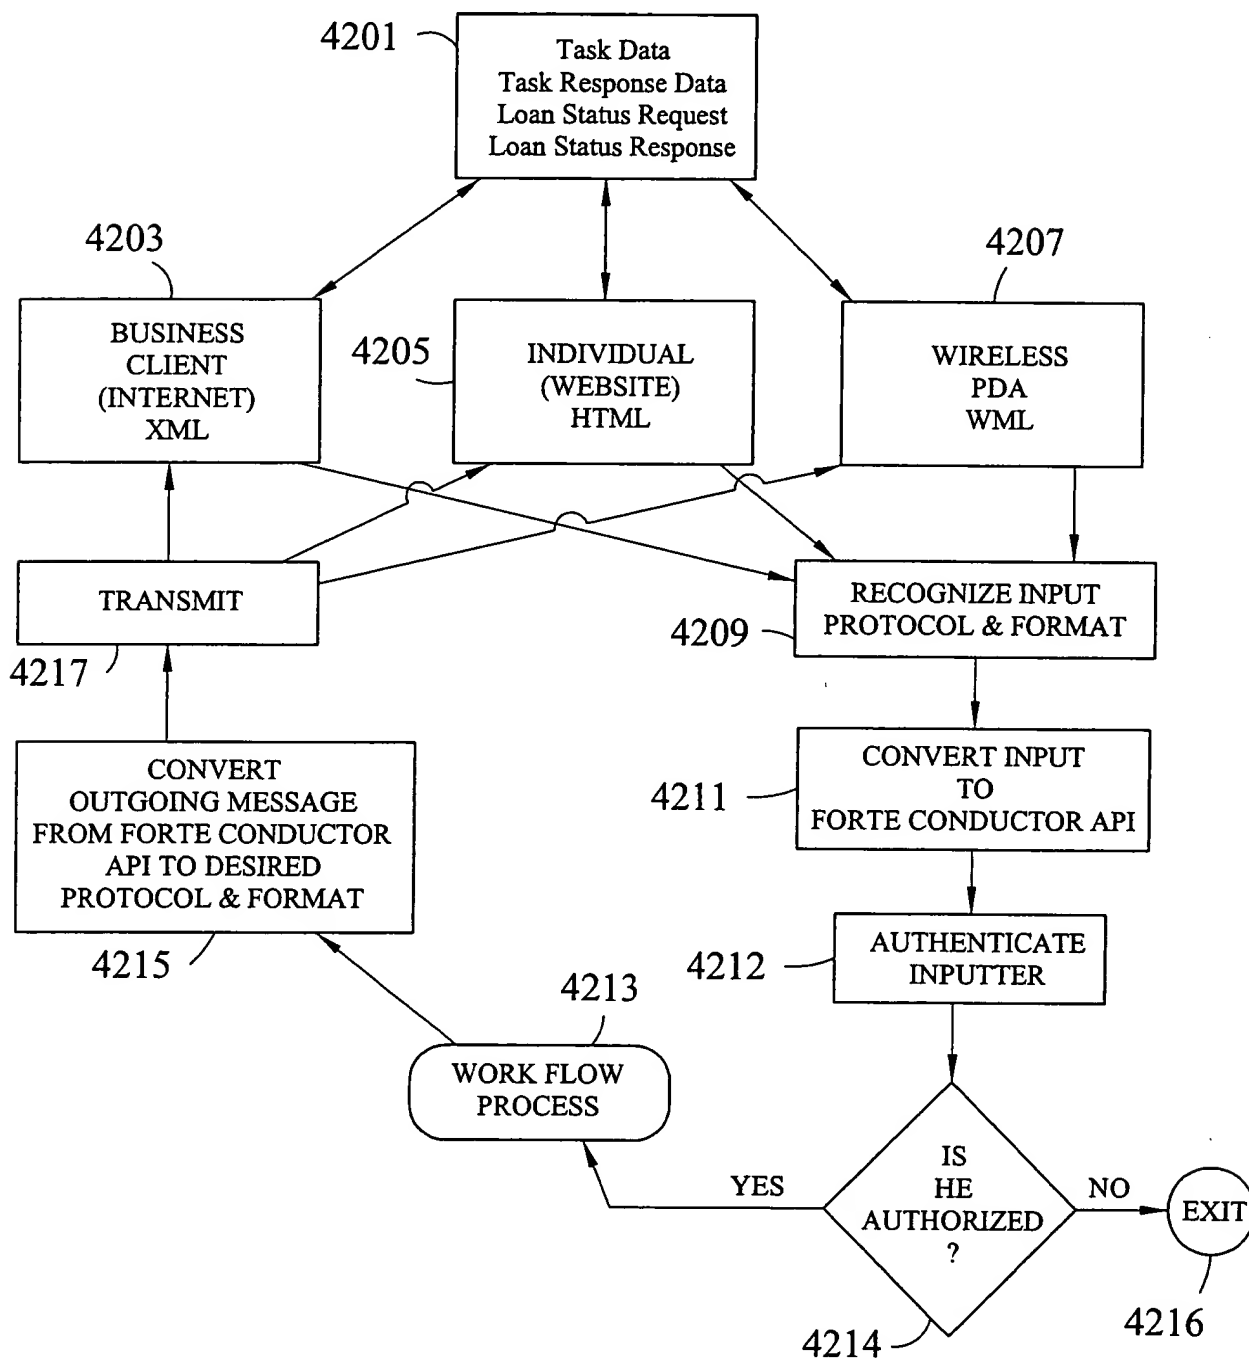 4201
Task Data
Task Response Data
Loan Status Request
Loan Status Response
4203
4207
BUSINESS
CLIENT
(INTERNET)
XML
4205
INDIVIDUAL
(WEBSITE)
HTML
WIRELESS
PDA
WML
TRANSMIT
4217
RECOGNIZE INPUT
PROTOCOL & FORMAT
4209
CONVERT
OUTGOING MESSAGE
FROM FORTE CONDUCTOR
API TO DESIRED
PROTOCOL & FORMAT
4215
CONVERT INPUT
TO
FORTE CONDUCTOR API
4211
AUTHENTICATE
INPUTTER
4212
4213
WORK FLOW
PROCESS
YES
IS
HE
AUTHORIZED
?
NO
EXIT
4214
4216